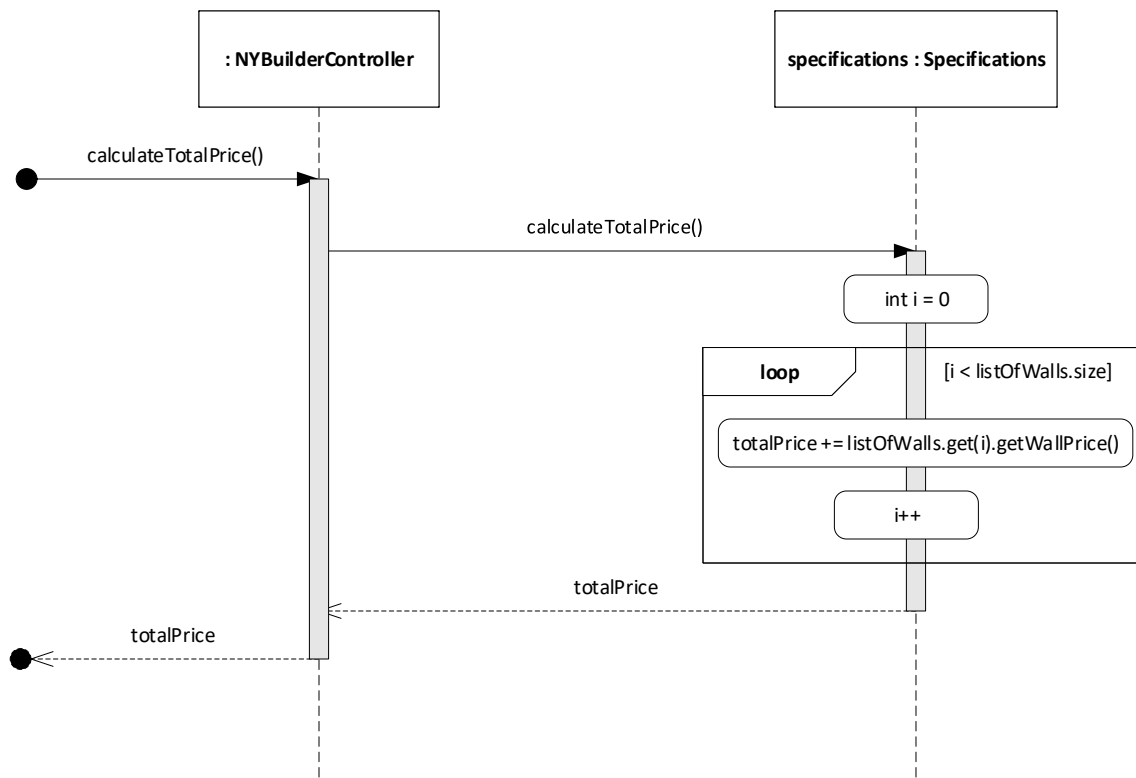 : NYBuilderController
specifications : Specifications
calculateTotalPrice()
calculateTotalPrice()
int i = 0
loop
[i < listOfWalls.size]
totalPrice += listOfWalls.get(i).getWallPrice()
i++
totalPrice
totalPrice